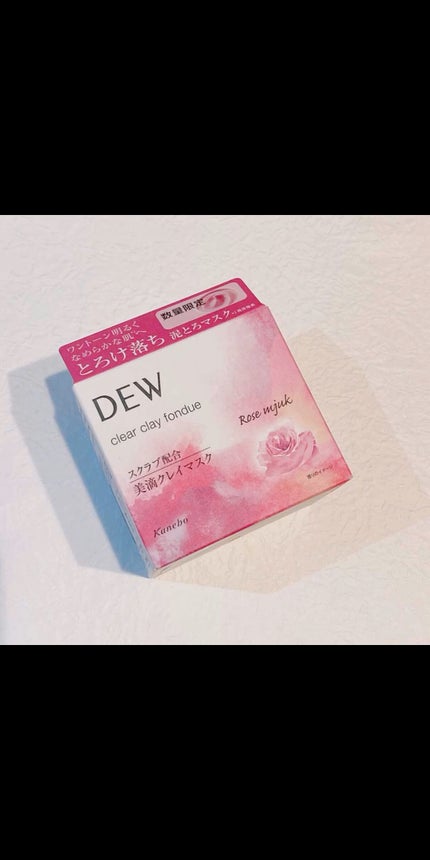 数量限定
ワントーン明るく
なめらかな肌へ
とろけ落ち 泥とろマスク
DEW
clear clay fondue
Rose mjuk
スクラブ配合
美滴クレイマスク
Kanebo